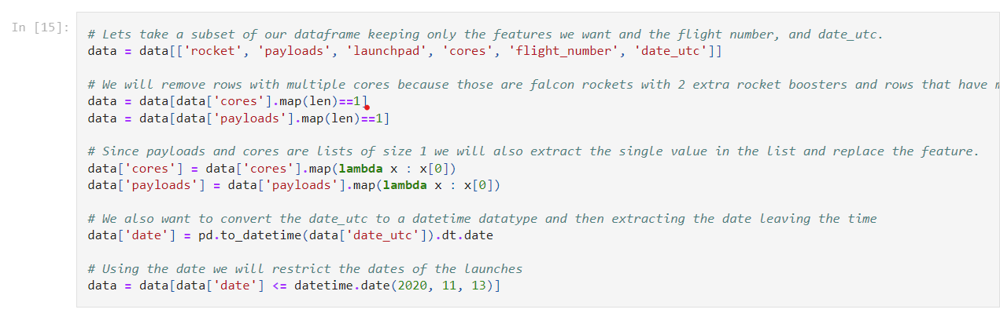 In [15]:
# Lets take a subset of our dataframe keeping only the features we want and the flight number, and date_utc.
data = data[['rocket', 'payloads', 'launchpad', 'cores', 'flight_number', 'date_utc']]
# We will remove rows with multiple cores because those are falcon rockets with 2 extra rocket boosters and rows that have
data = data[data['cores'].map(len)==1]
data = data[data['payloads'].map(len)==1]
# Since payloads and cores are lists of size 1 we will also extract the single value in the list and replace the feature.
data['cores'] = data['cores'].map(lambda x : x[0])
data['payloads'] = data['payloads'].map(lambda x : x[0])
# We also want to convert the date_utc to a datetime datatype and then extracting the date leaving the time
data['date'] = pd.to_datetime(data['date_utc']).dt.date
# Using the date we will restrict the dates of the launches
data = data[data['date'] <= datetime.date(2020, 11, 13)]